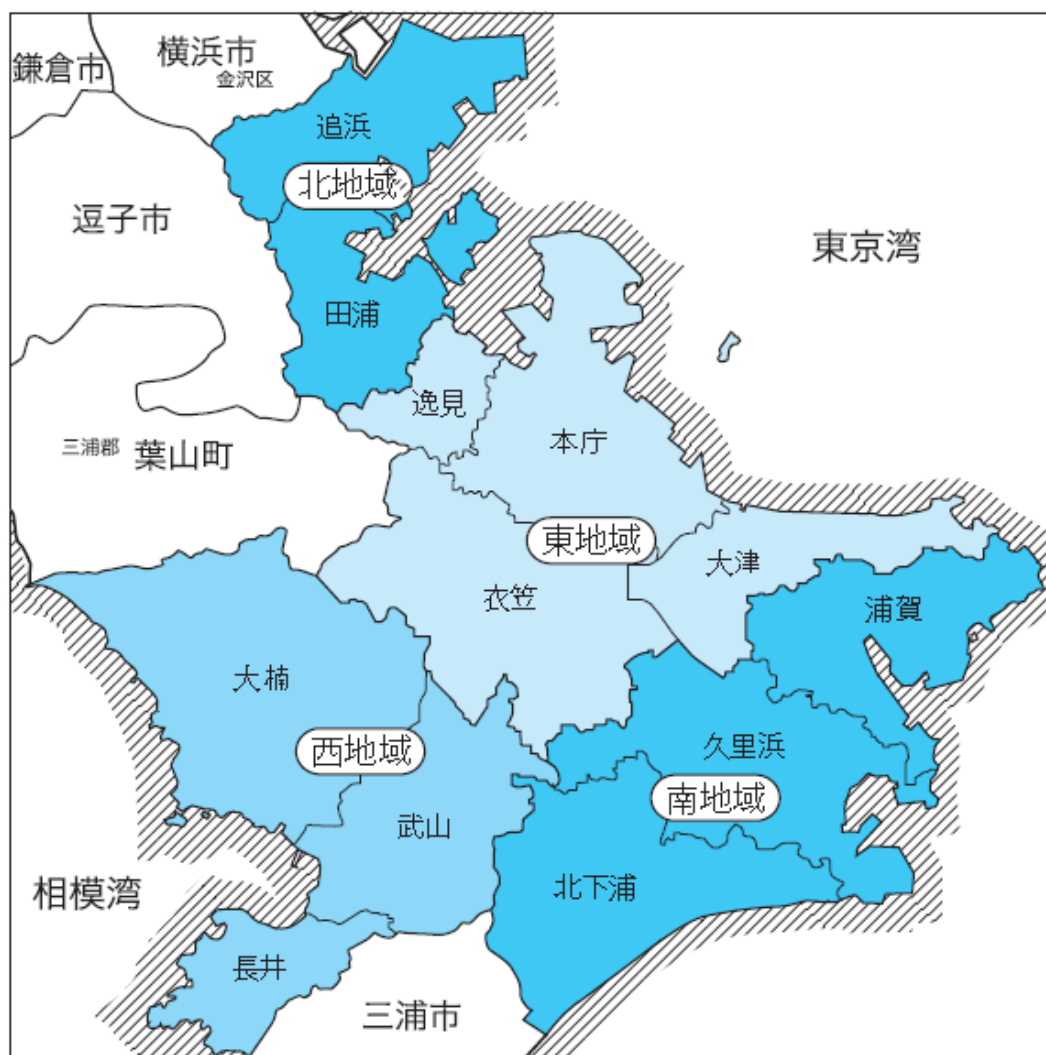 横浜市
金沢区
鎌倉市
追浜
北地域
逗子市
東京湾
田浦
逸見
本庁
三浦郡 葉山町
東地域
大津
衣笠
浦賀
大楠
久里浜
西地域
南地域
武山
北下浦
相模湾
長井
三浦市